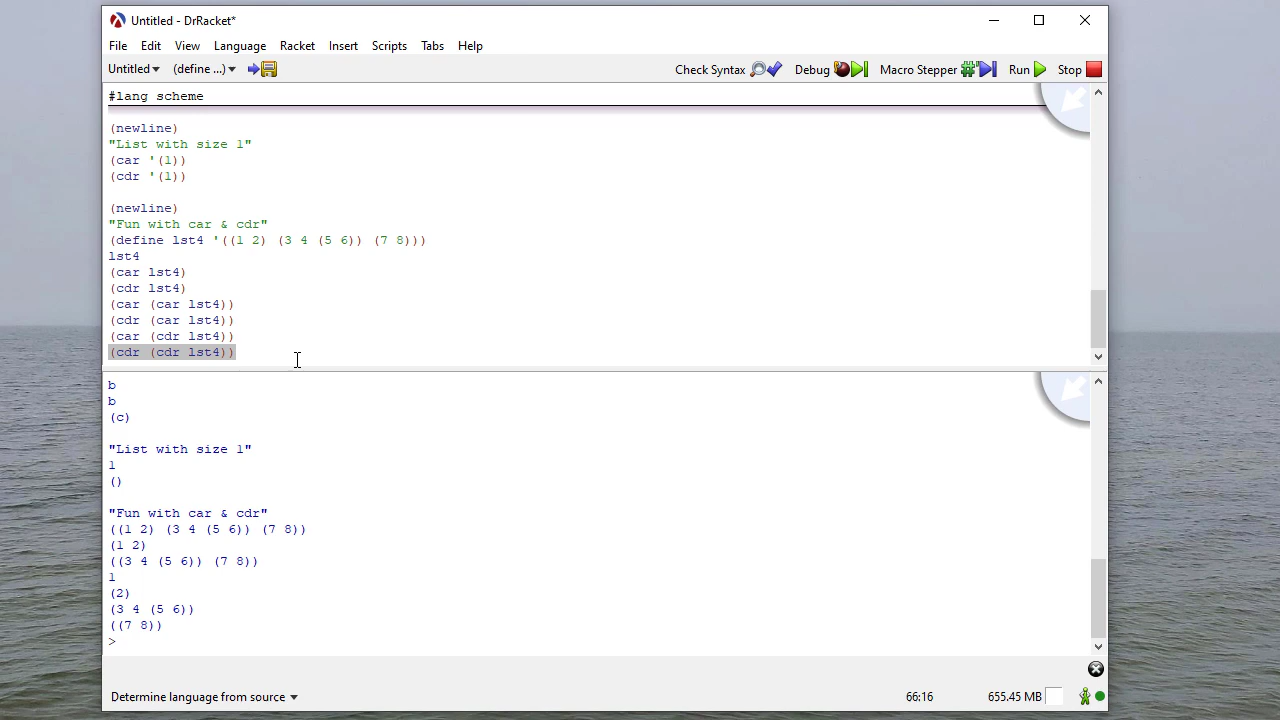 Untitled - DrRacket*
File Edit View Language Racket Insert Scripts Tabs Help
Untitled (define ...) Check Syntax Debug Macro Stepper Run Stop
#lang scheme
(newline)
"List with size 1"
(car '(1))
(cdr '(1))
(newline)
"Fun with car & cdr"
(define lst4 '((1 2) (3 4 (5 6)) (7 8)))
lst4
(car lst4)
(cdr lst4)
(car (car lst4))
(cdr (car lst4))
(car (cdr lst4))
(cdr (cdr lst4))
b
b
(c)
"List with size 1"
1
()
"Fun with car & cdr"
((1 2) (3 4 (5 6)) (7 8))
(1 2)
((3 4 (5 6)) (7 8))
1
(2)
(3 4 (5 6))
((7 8))
>
Determine language from source 66:16 655.45 MB